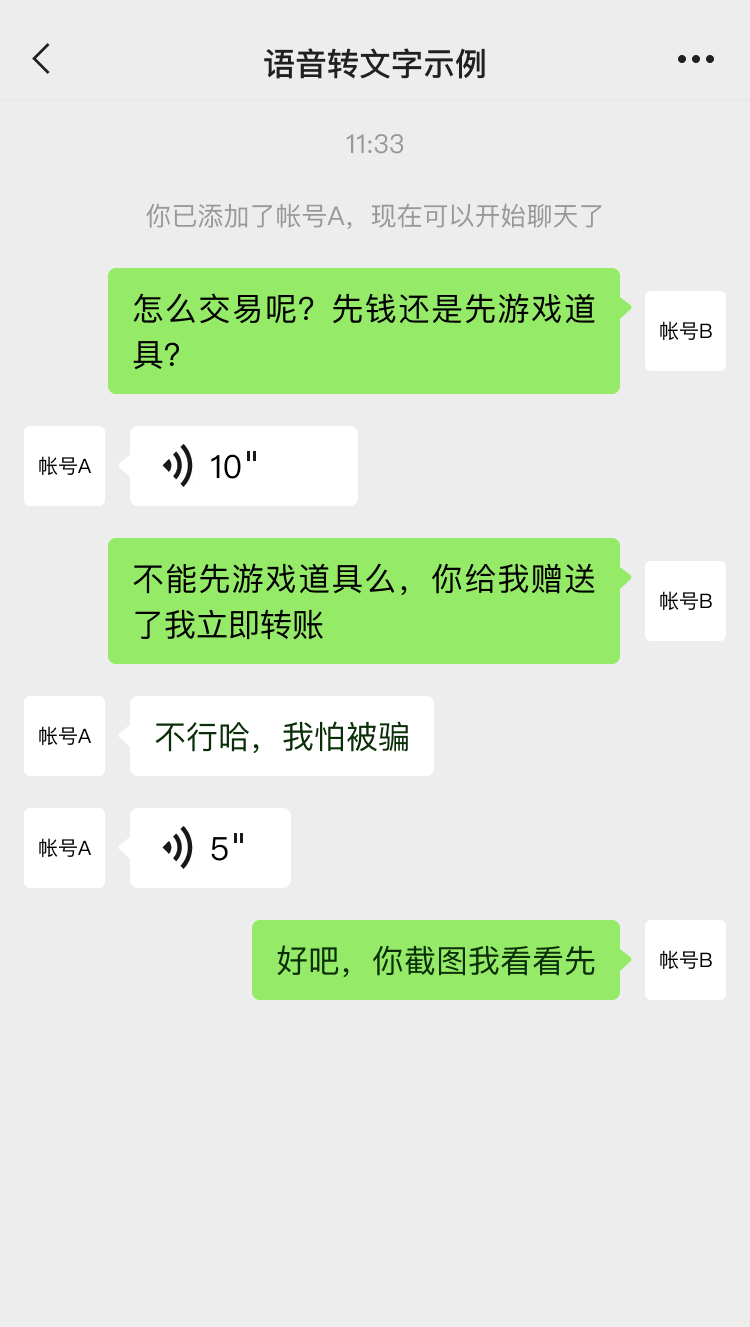 语音转文字示例
11:33
你已添加了帐号A，现在可以开始聊天了
怎么交易呢？先钱还是先游戏道
具？
帐号B
帐号A
10"
不能先游戏道具么，你给我赠送
了我立即转账
帐号B
帐号A
不行哈，我怕被骗
帐号A
5"
好吧，你截图我看看先
帐号B